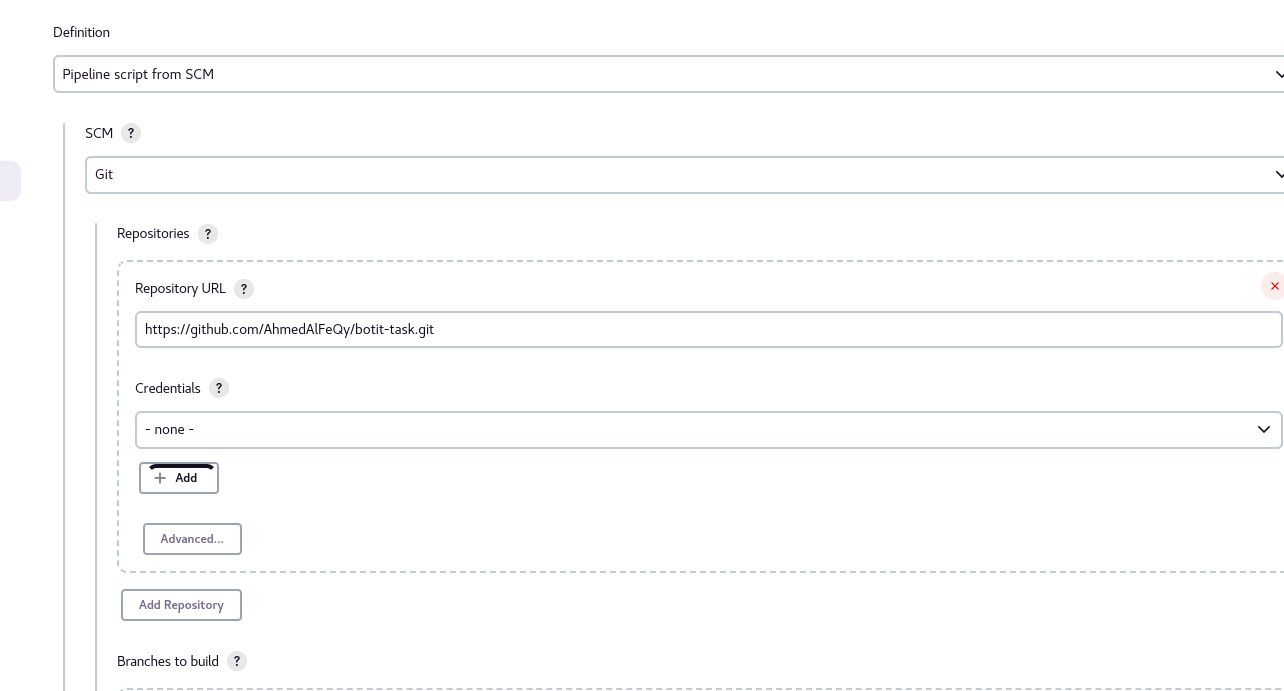 Definition
Pipeline script from SCM
SCM ?
Git
Repositories ?
Repository URL ?
https://github.com/AhmedAlFeQy/botit-task.git
Credentials ?
- none -
+ Add
Advanced...
Add Repository
Branches to build ?